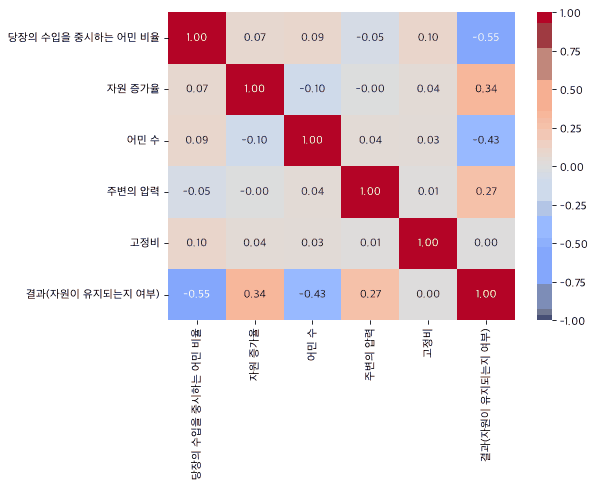 당장의 수입을 중시하는 어민 비율 1.00 0.07 0.09 -0.05 0.10 -0.55
자원 증가율 0.07 1.00 -0.10 -0.00 0.04 0.34
어민 수 0.09 -0.10 1.00 0.04 0.03 -0.43
주변의 압력 -0.05 -0.00 0.04 1.00 0.01 0.27
고정비 0.10 0.04 0.03 0.01 1.00 0.00
결과(자원이 유지되는지 여부) -0.55 0.34 -0.43 0.27 0.00 1.00
당장의 수입을 중시하는 어민 비율
자원 증가율
어민 수
주변의 압력
고정비
결과(자원이 유지되는지 여부)
1.00
0.75
0.50
0.25
0.00
-0.25
-0.50
-0.75
-1.00